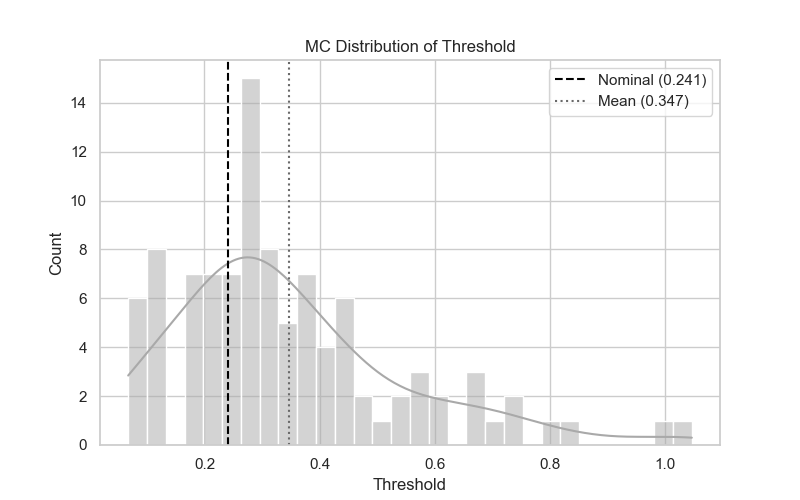 MC Distribution of Threshold
Nominal (0.241)
Mean (0.347)
Count
14
12
10
8
6
4
2
0
0.2
0.4
0.6
0.8
1.0
Threshold